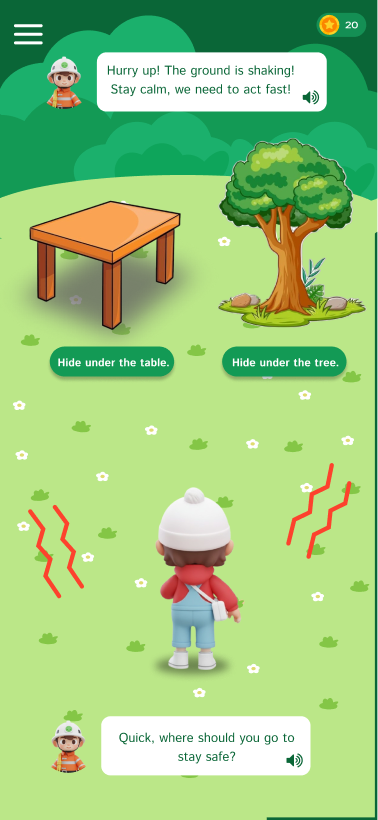 20
Hurry up! The ground is shaking!
Stay calm, we need to act fast!
Hide under the table.
Hide under the tree.
Quick, where should you go to
stay safe?